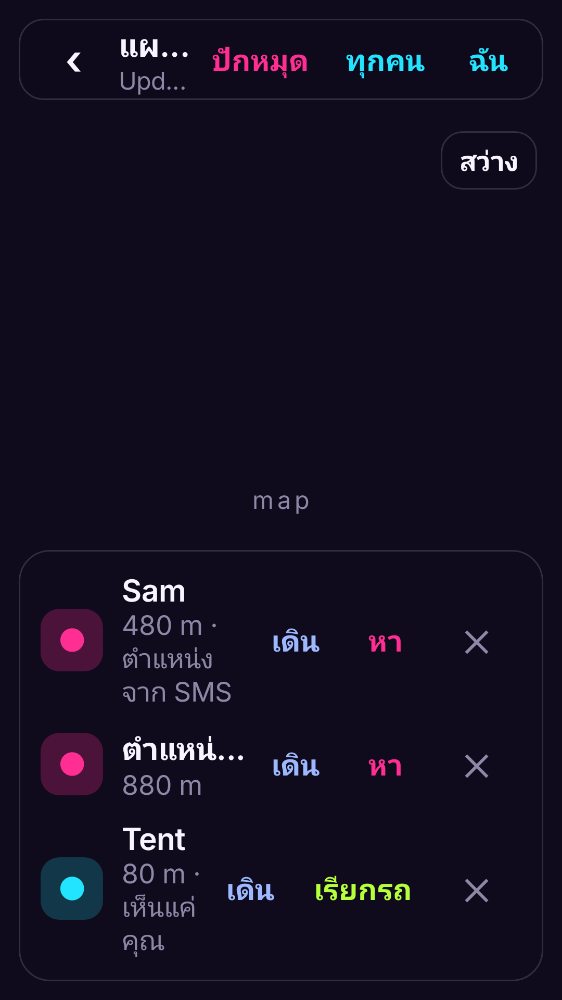 ‹ แผ... ปักหมุด ทุกคน ฉัน
Upd...
สว่าง
map
Sam
480 m ·
ตำแหน่ง
จาก SMS
เดิน หา ×
ตำแหน่... เดิน หา ×
880 m
Tent
80 m ·
เห็นแค่
คุณ
เดิน เรียกรถ ×